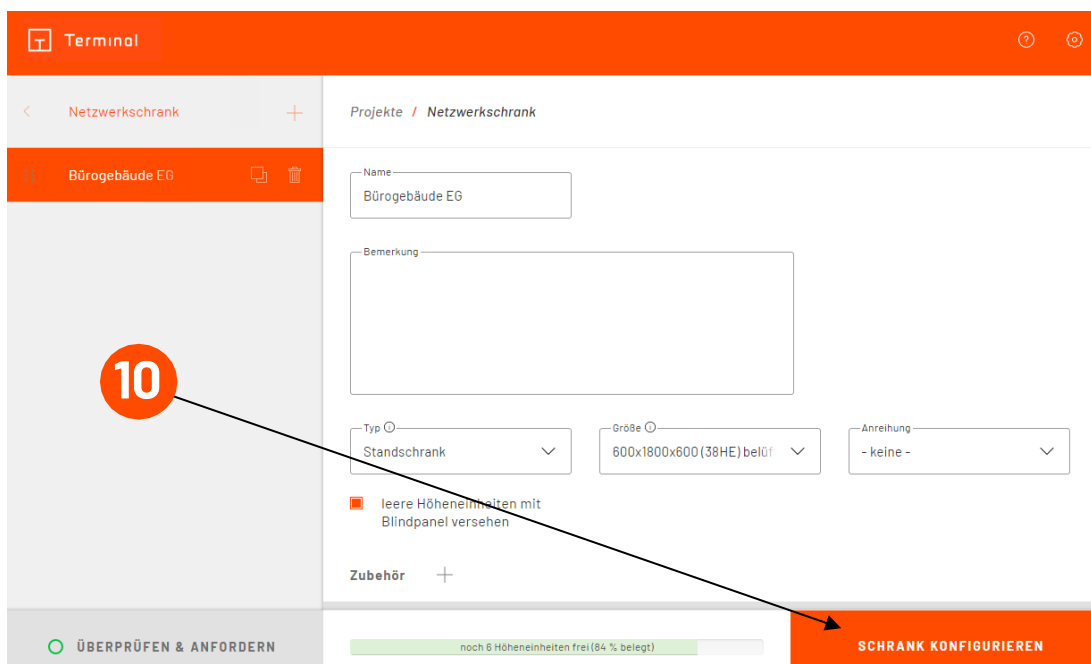 Terminal
Netzwerkschrank
Projekte / Netzwerkschrank
Bürogebäude EG
Name
Bürogebäude EG
Bemerkung
10
Typ
Standschrank
Größe
600x1800x600 (38HE) belüf
Anreihung
- keine -
leere Höheneinheiten mit
Blindpanel versehen
Zubehör
ÜBERPRÜFEN & ANFORDERN
noch 6 Höheneinheiten frei (84 % belegt)
SCHRANK KONFIGURIEREN